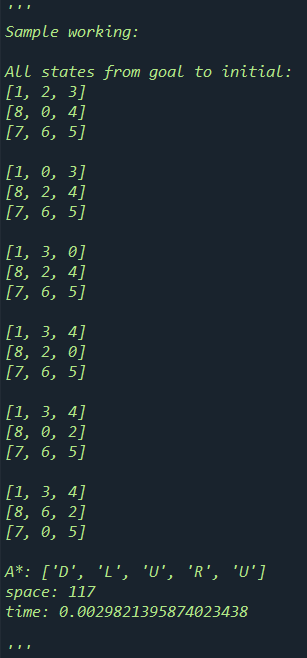 '''
Sample working:
All states from goal to initial:
[1, 2, 3]
[8, 0, 4]
[7, 6, 5]
[1, 0, 3]
[8, 2, 4]
[7, 6, 5]
[1, 3, 0]
[8, 2, 4]
[7, 6, 5]
[1, 3, 4]
[8, 2, 0]
[7, 6, 5]
[1, 3, 4]
[8, 0, 2]
[7, 6, 5]
[1, 3, 4]
[8, 6, 2]
[7, 0, 5]
A*: ['D', 'L', 'U', 'R', 'U']
space: 117
time: 0.0029821395874023438
'''